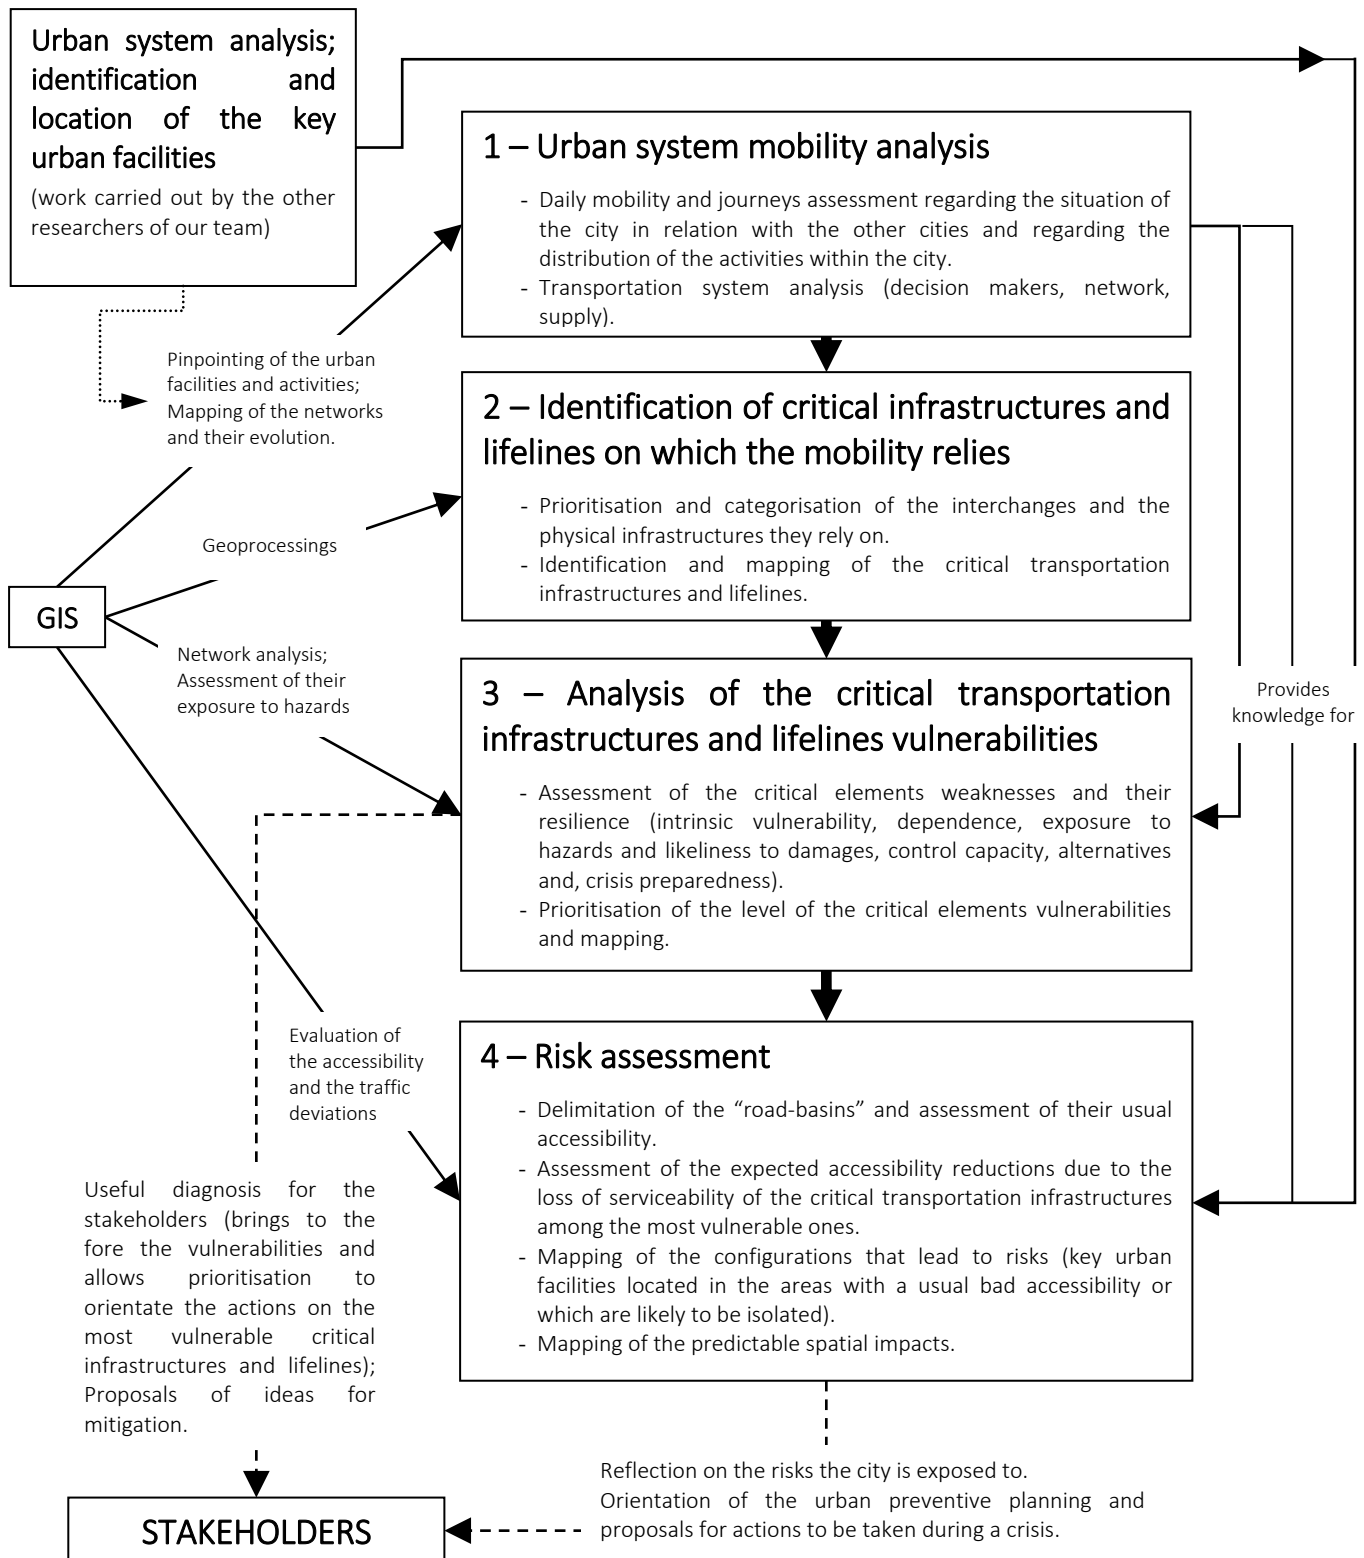 Urban system analysis;
identification and
location of the key
urban facilities
(work carried out by the other
researchers of our team)
1 – Urban system mobility analysis
- Daily mobility and journeys assessment regarding the situation of
the city in relation with the other cities and regarding the
distribution of the activities within the city.
- Transportation system analysis (decision makers, network,
supply).
Pinpointing of the urban
facilities and activities;
Mapping of the networks
and their evolution.
2 – Identification of critical infrastructures and
lifelines on which the mobility relies
- Prioritisation and categorisation of the interchanges and the
physical infrastructures they rely on.
- Identification and mapping of the critical transportation
infrastructures and lifelines.
Geoprocessings
GIS
Network analysis;
Assessment of their
exposure to hazards
3 – Analysis of the critical transportation
infrastructures and lifelines vulnerabilities
- Assessment of the critical elements weaknesses and their
resilience (intrinsic vulnerability, dependence, exposure to
hazards and likeliness to damages, control capacity, alternatives
and, crisis preparedness).
- Prioritisation of the level of the critical elements vulnerabilities
and mapping.
Provides
knowledge for
Evaluation of
the accessibility
and the traffic
deviations
4 – Risk assessment
- Delimitation of the “road-basins” and assessment of their usual
accessibility.
- Assessment of the expected accessibility reductions due to the
loss of serviceability of the critical transportation infrastructures
among the most vulnerable ones.
- Mapping of the configurations that lead to risks (key urban
facilities located in the areas with a usual bad accessibility or
which are likely to be isolated).
- Mapping of the predictable spatial impacts.
Useful diagnosis for the
stakeholders (brings to the
fore the vulnerabilities and
allows prioritisation to
orientate the actions on the
most vulnerable critical
infrastructures and lifelines);
Proposals of ideas for
mitigation.
Reflection on the risks the city is exposed to.
Orientation of the urban preventive planning and
proposals for actions to be taken during a crisis.
STAKEHOLDERS